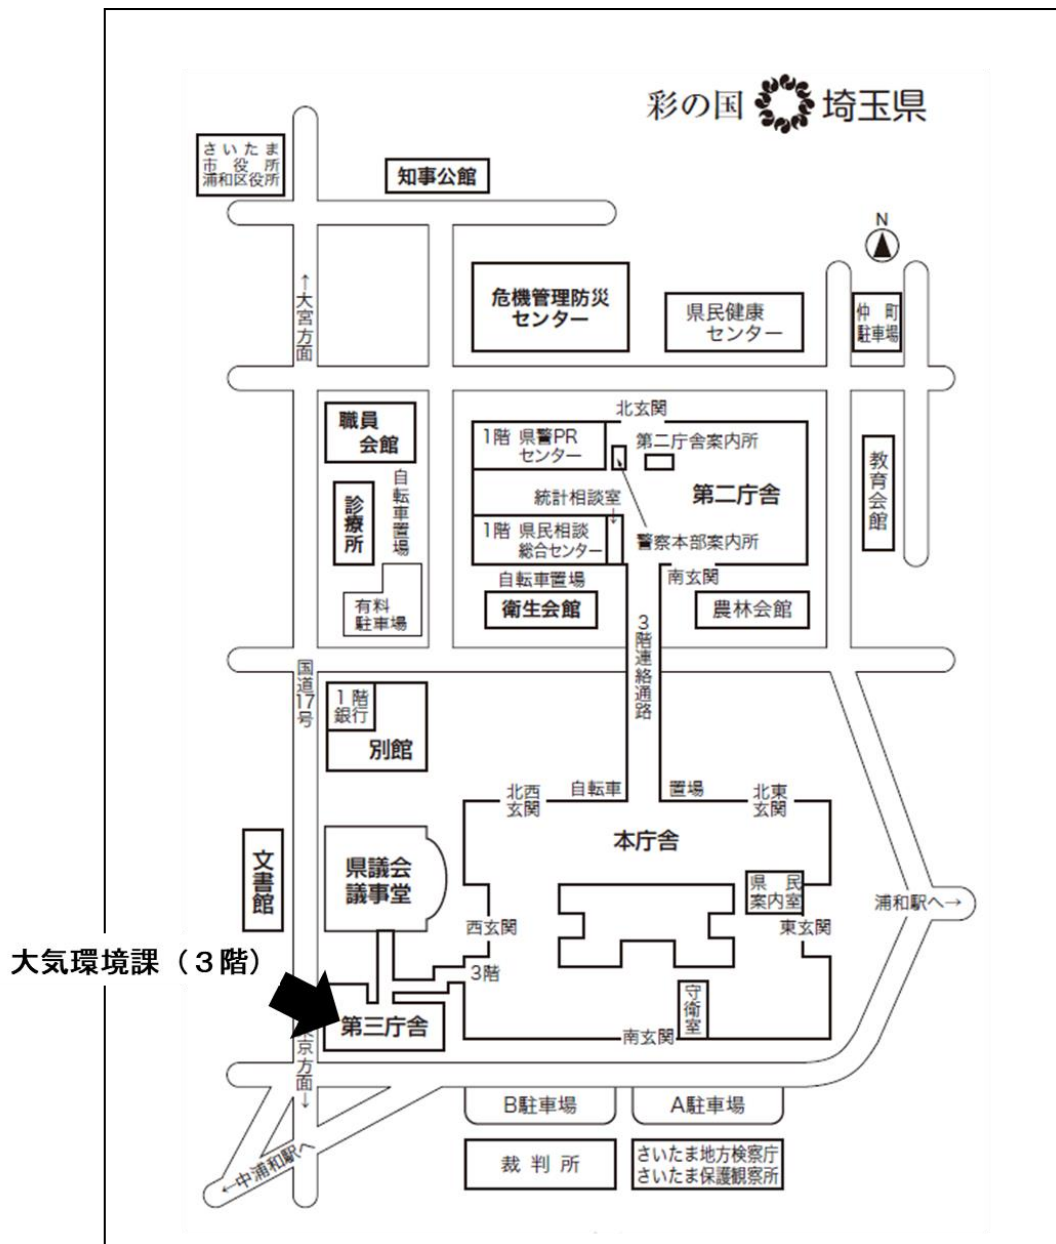 彩の国 埼玉県
さいたま
市役所
浦和区役所
知事公館
N
↑大宮方面
危機管理防災
センター
県民健康
センター
仲町
駐車場
職員
会館
北玄関
1階 県警PR
センター
第二庁舎案内所
第二庁舎
統計相談室
1階 県民相談
総合センター
警察本部案内所
教育会館
自転車置場
診療所
自転車置場
南玄関
有料
駐車場
衛生会館
農林会館
3階連絡通路
国道17号
1階
銀行
別館
北西
玄関
自転車 置場
北東
玄関
本庁舎
文書館
県議会
議事堂
県民
案内室
浦和駅へ→
西玄関
東玄関
大気環境課（３階）
3階
守衛室
第三庁舎
南玄関
京方面↓
B駐車場
A駐車場
←中浦和駅へ
裁判所
さいたま地方検察庁
さいたま保護観察所